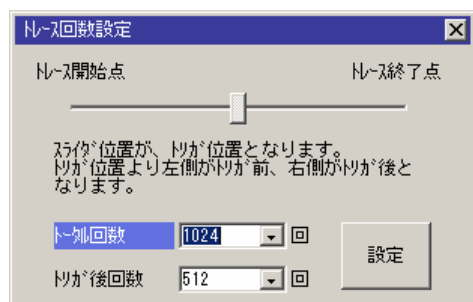 ﾄﾚｰｽ回数設定
ﾄﾚｰｽ開始点 ﾄﾚｰｽ終了点
ｽﾗｲﾀﾞ位置が、ﾄﾘｶﾞ位置となります。
ﾄﾘｶﾞ位置より左側がﾄﾘｶﾞ前、右側がﾄﾘｶﾞ後と
なります。
ﾄｰﾀﾙ回数 1024 回
設定
ﾄﾘｶﾞ後回数 512 回